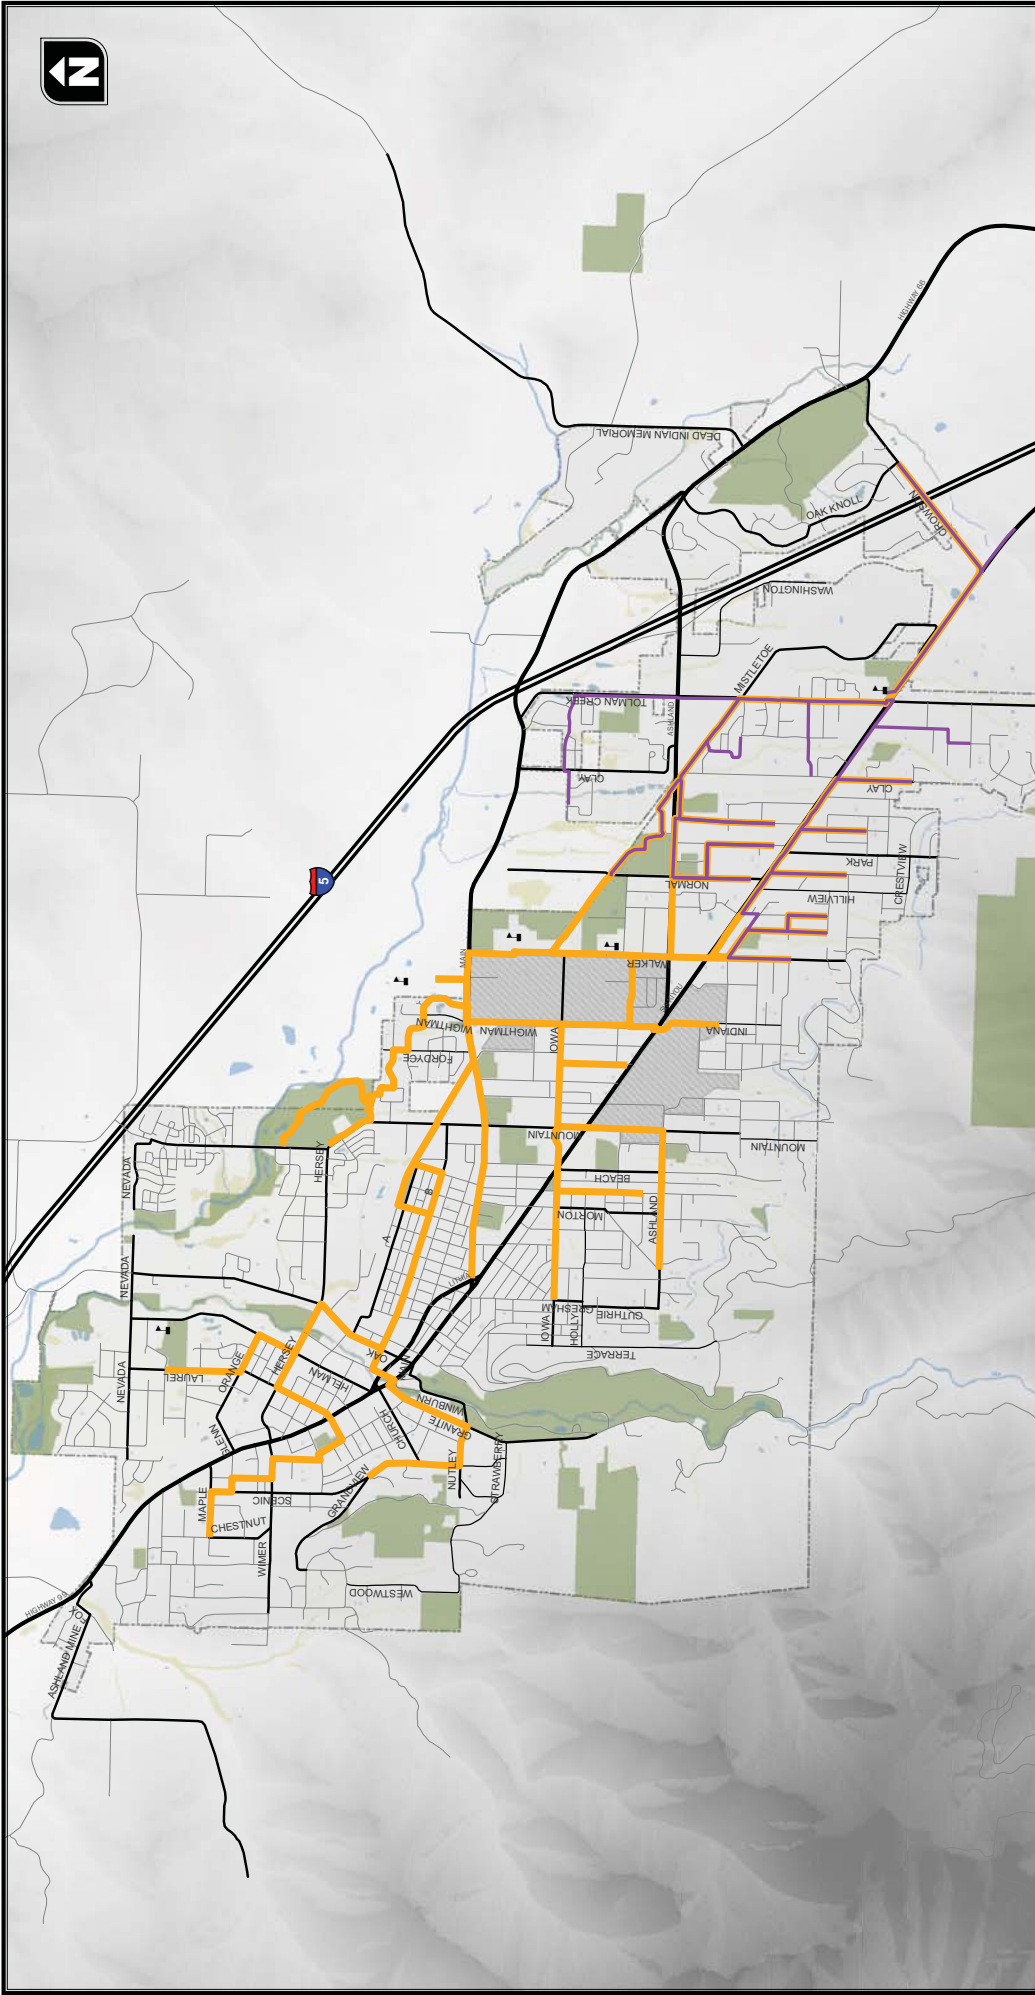 N
HIGHWAY 66
DEAD INDIAN MEMORIAL
OAK KNOLL
CROWSON
WASHINGTON
MISTLETOE
TOLMAN CREEK
ASHLAND
CLAY
CLAY
PARK
CRESTVIEW
5
NORMAL
HILLVIEW
MAIN
WALKER
SISKIYOU
WIGHTMAN
WIGHTMAN
INDIANA
IOWA
FORDYCE
MOUNTAIN
MOUNTAIN
HERSEY
NEVADA
BEACH
B
MORTON
ASHLAND
A
NEVADA
LITHIA
GRESHAM
GUTHRIE
IOWA
HOLLY
TERRACE
OAK
MAIN
HERSEY
ORANGE
LAUREL
NEVADA
HELMAN
WINBURN
GRANITE
CHURCH
GLENN
NUTLEY
STRAWBERRY
GRANDVIEW
SCENIC
MAPLE
CHESTNUT
WIMER
WESTWOOD
HIGHWAY 99
FOX
ASHLAND MINE